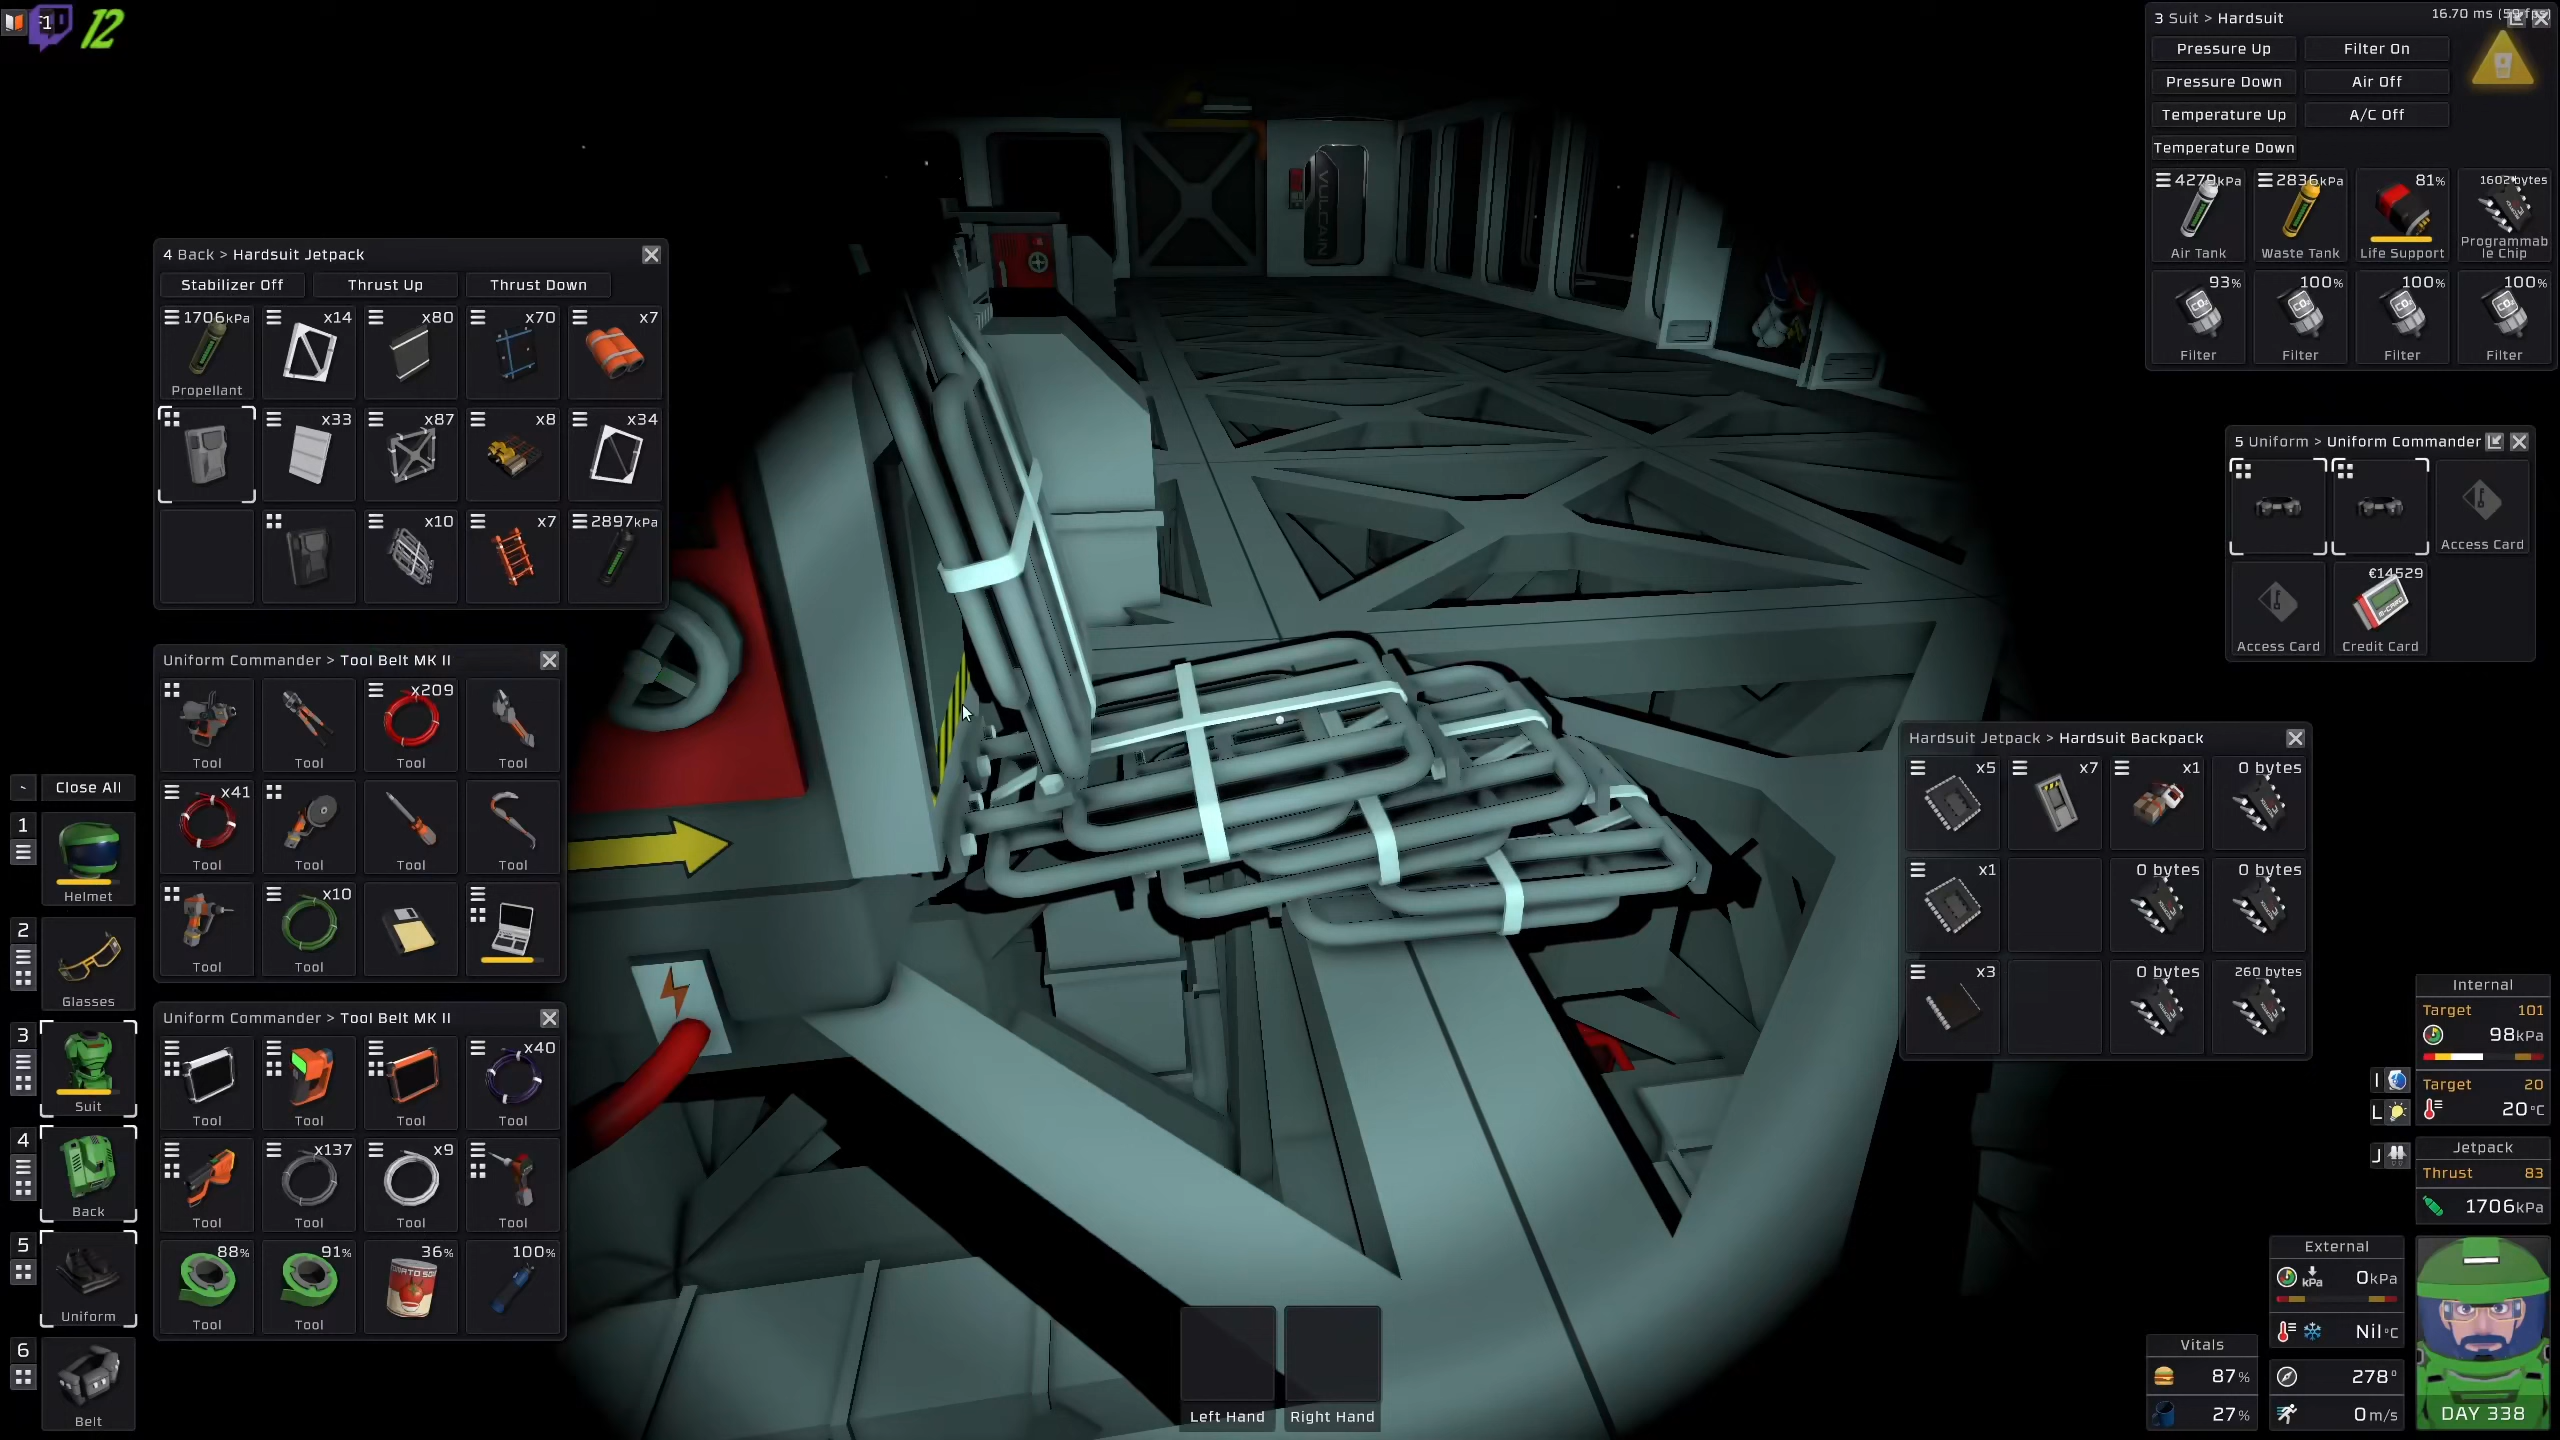 F1
12
16.70 ms (59 fps)
3 Suit > Hardsuit
Pressure Up
Filter On
Pressure Down
Air Off
Temperature Up
A/C Off
Temperature Down
4279kPa
2836kPa
81%
1602 bytes
Air Tank
Waste Tank
Life Support
Programmab
le Chip
93%
100%
100%
100%
Filter
Filter
Filter
Filter
VULCAIN
4 Back > Hardsuit Jetpack
Stabilizer Off
Thrust Up
Thrust Down
1706kPa
x14
x80
x70
x7
Propellant
x33
x87
x8
x34
x10
x7
2897kPa
5 Uniform > Uniform Commander
Access Card
€14529
Access Card
Credit Card
Uniform Commander > Tool Belt MK II
x209
Tool
Tool
Tool
Tool
x41
Tool
Tool
Tool
Tool
x10
Tool
Tool
Uniform Commander > Tool Belt MK II
x40
Tool
Tool
Tool
Tool
x137
x9
Tool
Tool
Tool
Tool
88%
91%
36%
100%
TOMATO SOUP
Tool
Tool
Hardsuit Jetpack > Hardsuit Backpack
x5
x7
x1
0 bytes
x1
0 bytes
0 bytes
x3
0 bytes
260 bytes
~
Close All
1
Helmet
2
Glasses
3
Suit
4
Back
5
Uniform
6
Belt
Left Hand
Right Hand
Internal
Target 101
98kPa
Target 20
20°C
I
L
J
Jetpack
Thrust 83
1706kPa
External
kPa
0kPa
Nil°C
Vitals
87%
278°
27%
0m/s
DAY 338